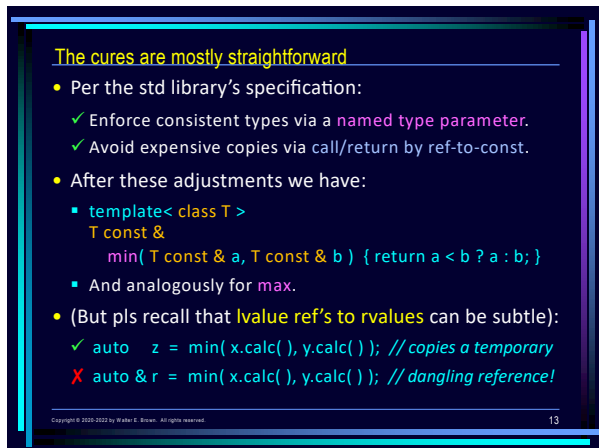 The cures are mostly straightforward
• Per the std library's specification:
✓ Enforce consistent types via a named type parameter.
✓ Avoid expensive copies via call/return by ref-to-const.
• After these adjustments we have:
▪ template< class T >
T const &
min( T const & a, T const & b ) { return a < b ? a : b; }
▪ And analogously for max.
• (But pls recall that lvalue ref's to rvalues can be subtle):
✓ auto z = min( x.calc( ), y.calc( ) ); // copies a temporary
✗ auto & r = min( x.calc( ), y.calc( ) ); // dangling reference!
Copyright © 2020-2022 by Walter E. Brown. All rights reserved.
13